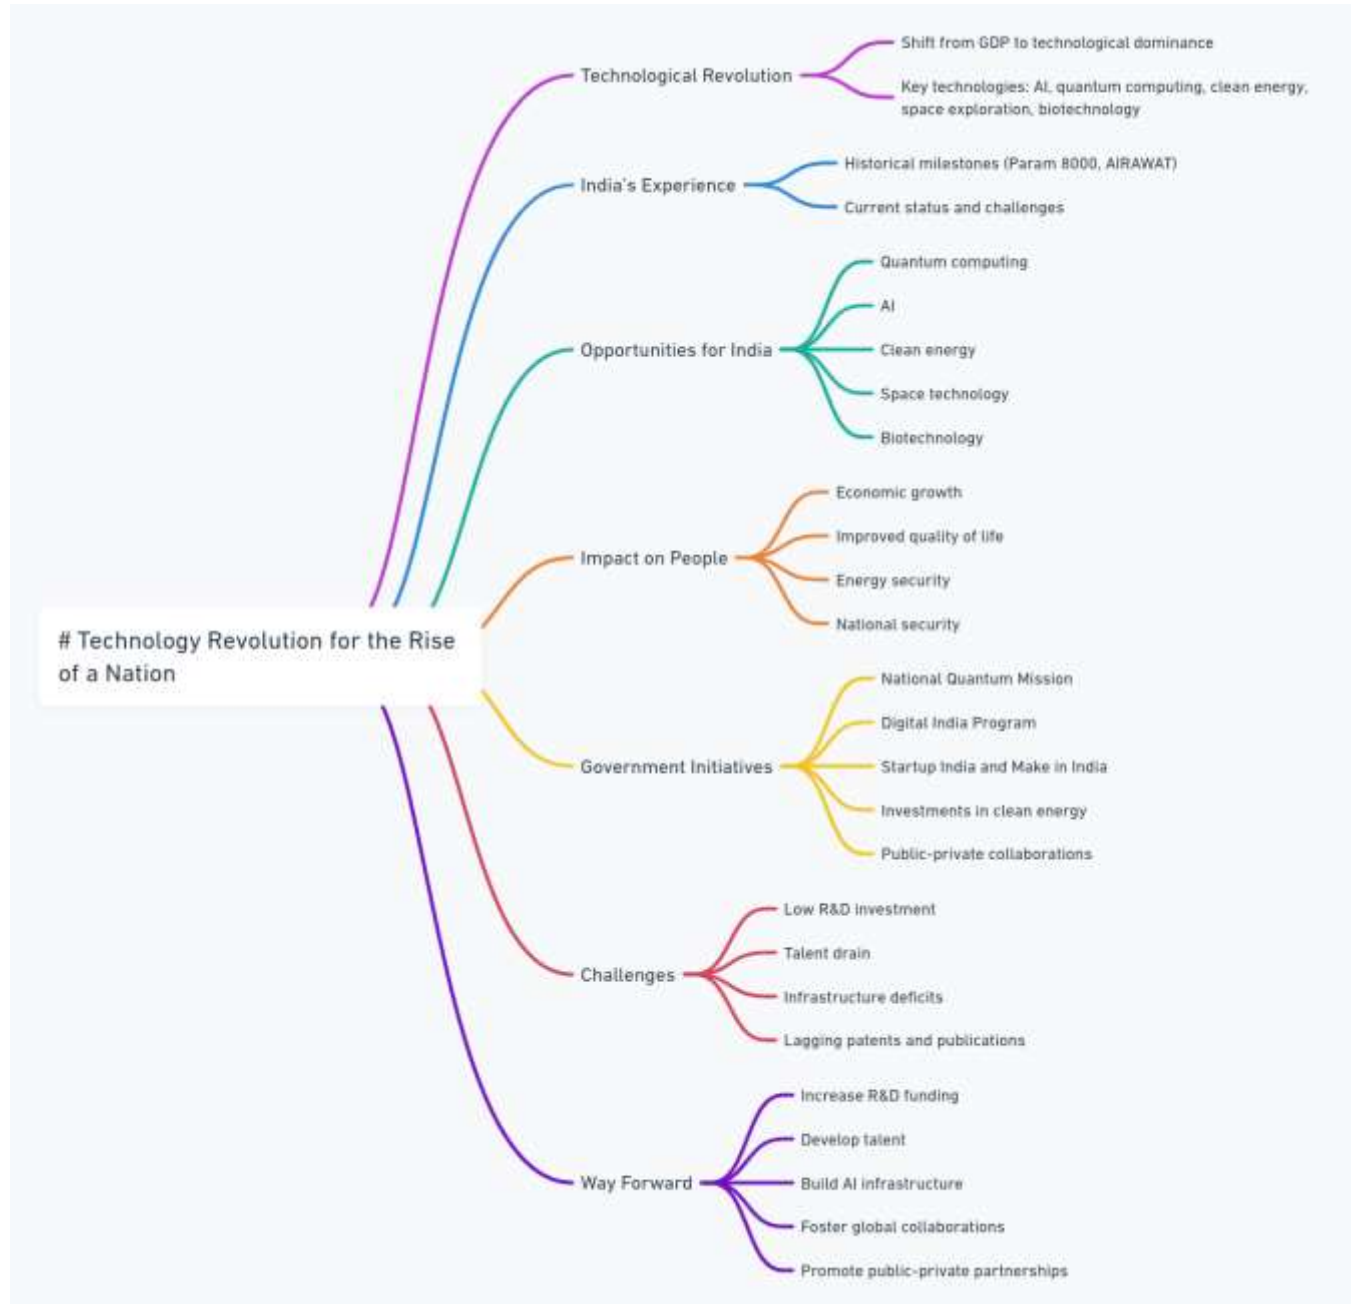 Shift from GDP to technological dominance
Technological Revolution
Key technologies: AI, quantum computing, clean energy,
space exploration, biotechnology
Historical milestones (Param 8000, AIRAWAT)
India's Experience
Current status and challenges
Quantum computing
AI
Opportunities for India
Clean energy
Space technology
Biotechnology
Economic growth
Improved quality of life
Impact on People
Energy security
National security
# Technology Revolution for the Rise
of a Nation
National Quantum Mission
Digital India Program
Government Initiatives
Startup India and Make in India
Investments in clean energy
Public-private collaborations
Low R&D investment
Talent drain
Challenges
Infrastructure deficits
Lagging patents and publications
Increase R&D funding
Develop talent
Way Forward
Build AI infrastructure
Foster global collaborations
Promote public-private partnerships